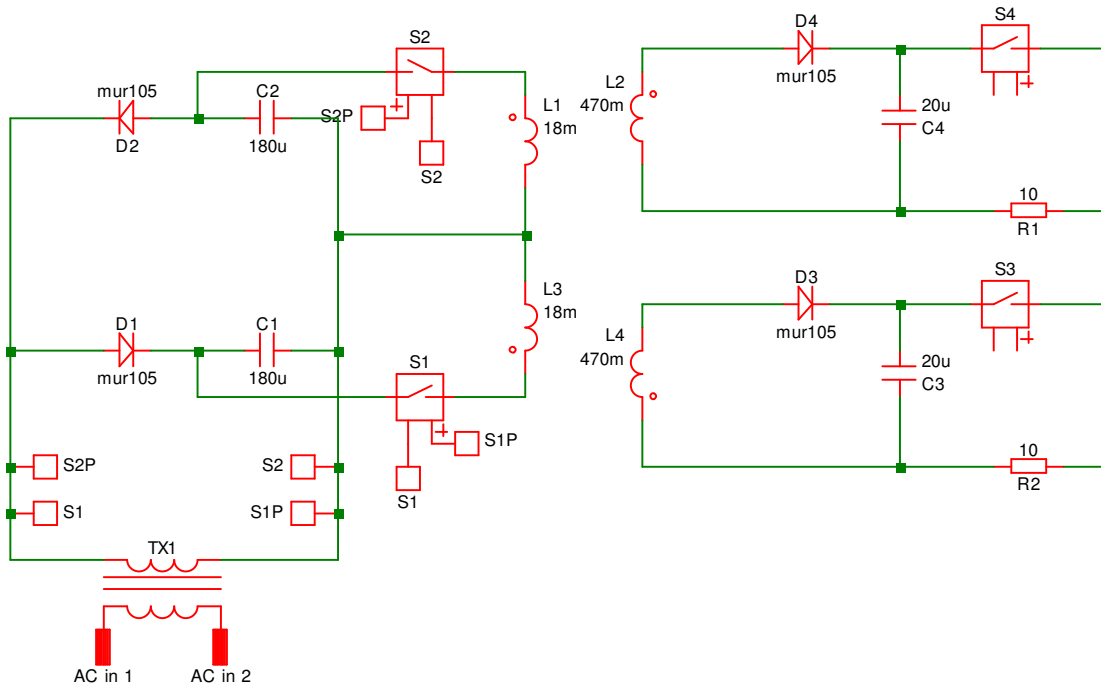 S2
D4
S4
mur105
C2
L1
18m
L2
470m
mur105
20u
C4
S2P
+
+
D2
180u
S2
10
R1
L3
18m
D3
S3
D1
C1
L4
470m
mur105
20u
C3
+
mur105
180u
S1
+
S1P
10
R2
S2P
S2
S1
S1P
S1
TX1
AC in 1
AC in 2